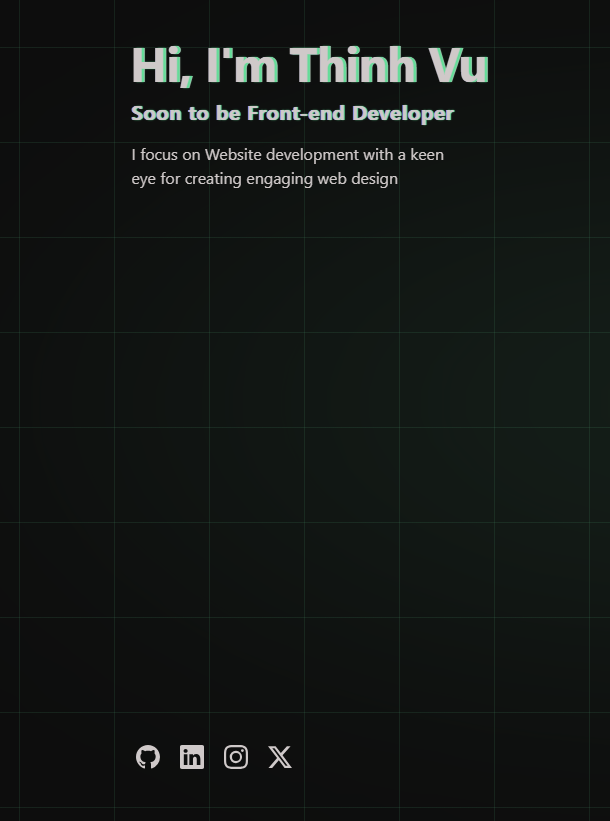 Hi, I'm Thinh Vu
Soon to be Front-end Developer
I focus on Website development with a keen
eye for creating engaging web design
in